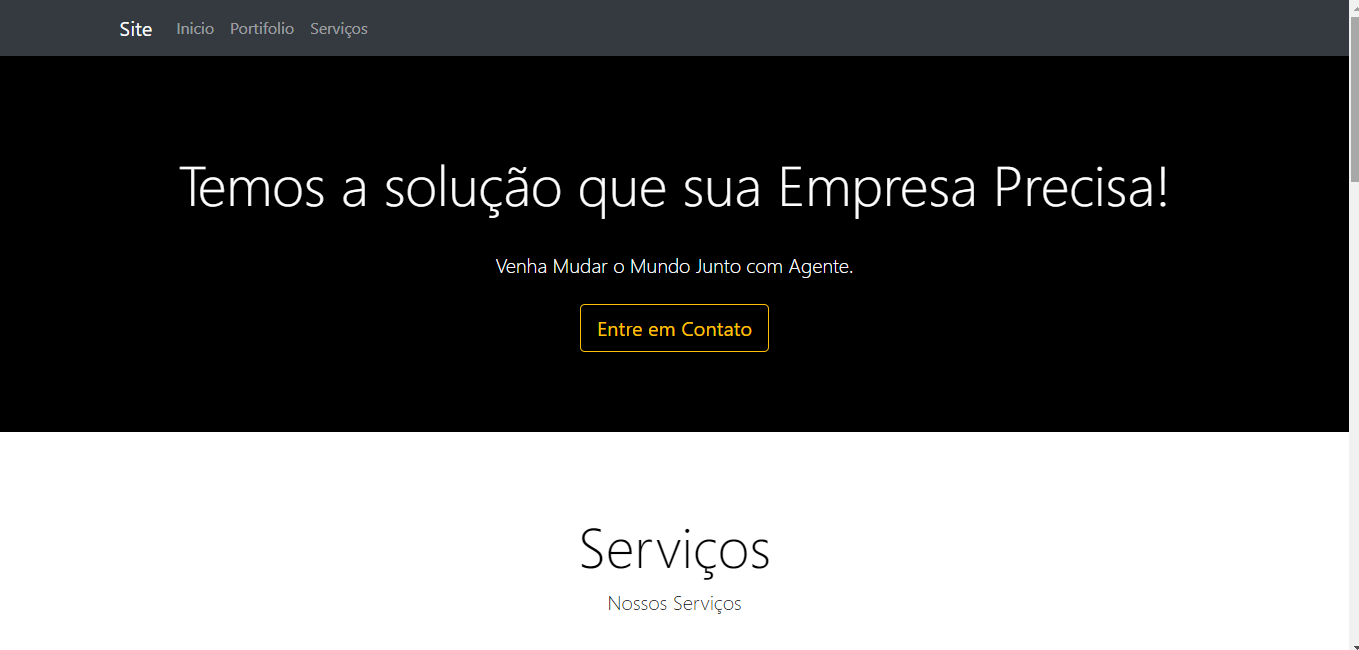 Site Inicio Portifolio Serviços
Temos a solução que sua Empresa Precisa!
Venha Mudar o Mundo Junto com Agente.
Entre em Contato
Serviços
Nossos Serviços